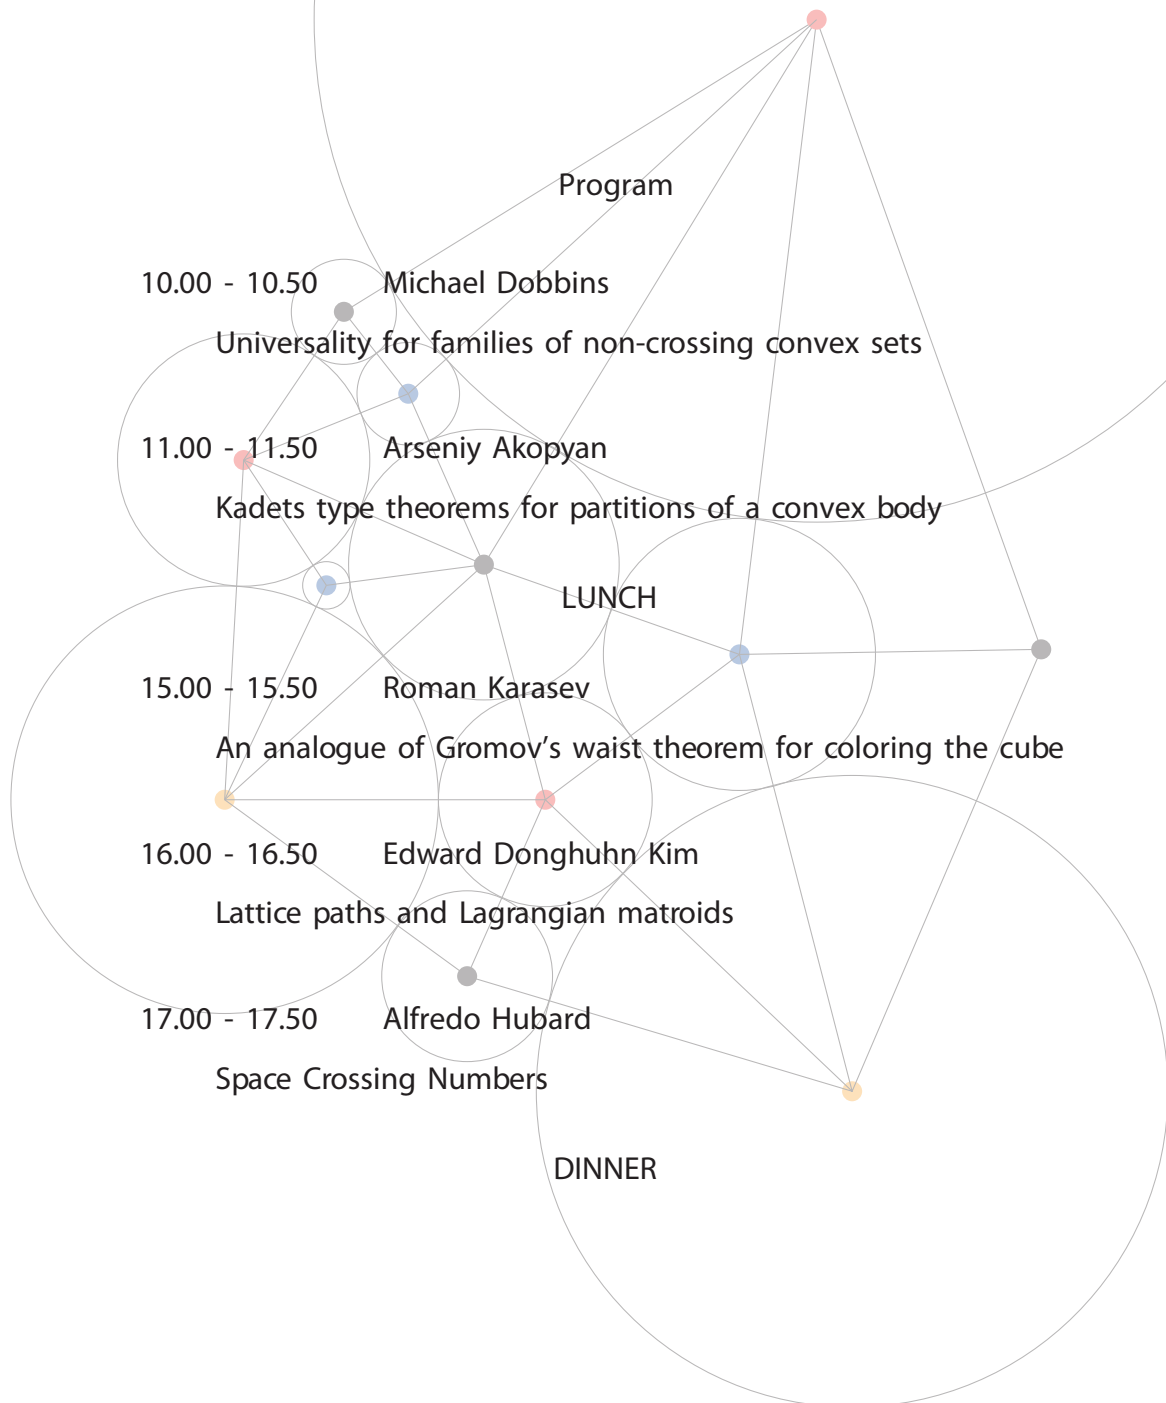 Program
10.00 - 10.50 Michael Dobbins
Universality for families of non-crossing convex sets
11.00 - 11.50 Arseniy Akopyan
Kadets type theorems for partitions of a convex body
LUNCH
15.00 - 15.50 Roman Karasev
An analogue of Gromov’s waist theorem for coloring the cube
16.00 - 16.50 Edward Donghuhn Kim
Lattice paths and Lagrangian matroids
17.00 - 17.50 Alfredo Hubard
Space Crossing Numbers
DINNER